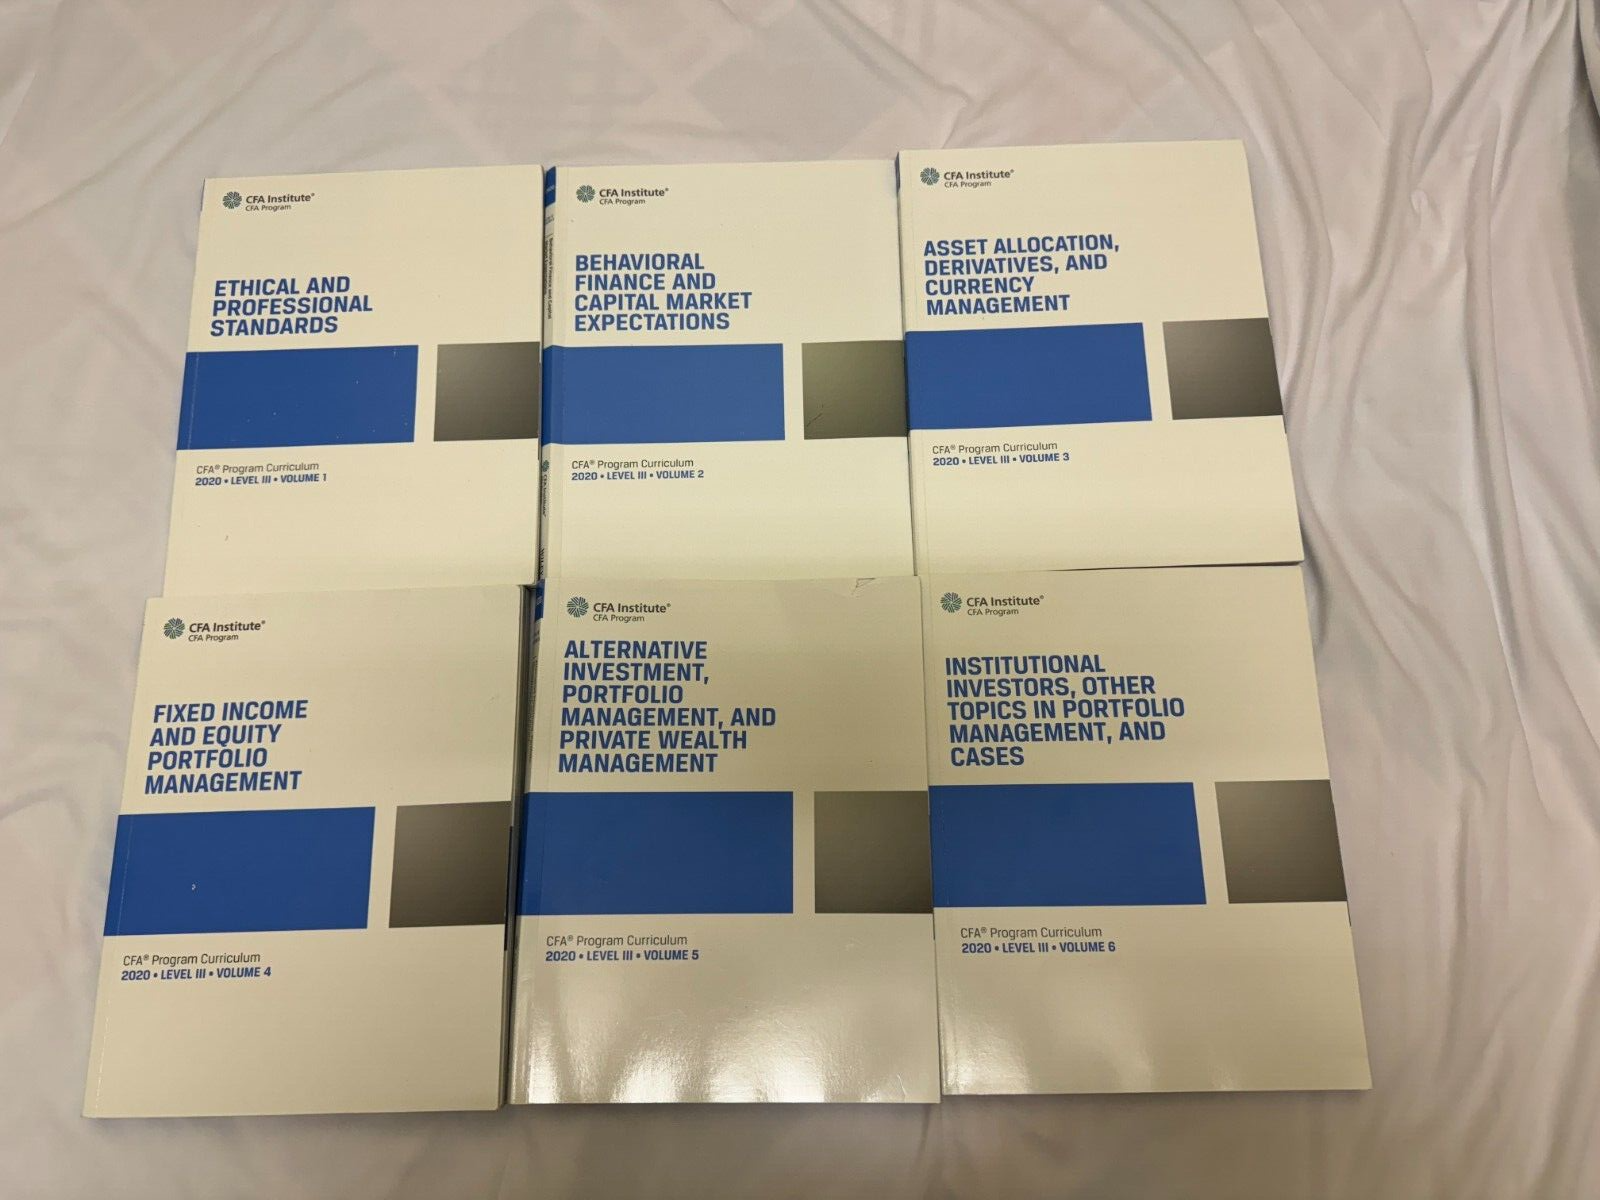 CFA Institute®
CFA Program
ETHICAL AND
PROFESSIONAL
STANDARDS
CFA® Program Curriculum
2020 • LEVEL III • VOLUME 1
CFA Institute®
CFA Program
BEHAVIORAL
FINANCE AND
CAPITAL MARKET
EXPECTATIONS
CFA® Program Curriculum
2020 • LEVEL III • VOLUME 2
CFA Institute®
CFA Program
ASSET ALLOCATION,
DERIVATIVES, AND
CURRENCY
MANAGEMENT
CFA® Program Curriculum
2020 • LEVEL III • VOLUME 3
CFA Institute®
CFA Program
FIXED INCOME
AND EQUITY
PORTFOLIO
MANAGEMENT
CFA® Program Curriculum
2020 • LEVEL III • VOLUME 4
CFA Institute®
CFA Program
ALTERNATIVE
INVESTMENT,
PORTFOLIO
MANAGEMENT, AND
PRIVATE WEALTH
MANAGEMENT
CFA® Program Curriculum
2020 • LEVEL III • VOLUME 5
CFA Institute®
CFA Program
INSTITUTIONAL
INVESTORS, OTHER
TOPICS IN PORTFOLIO
MANAGEMENT, AND
CASES
CFA® Program Curriculum
2020 • LEVEL III • VOLUME 6